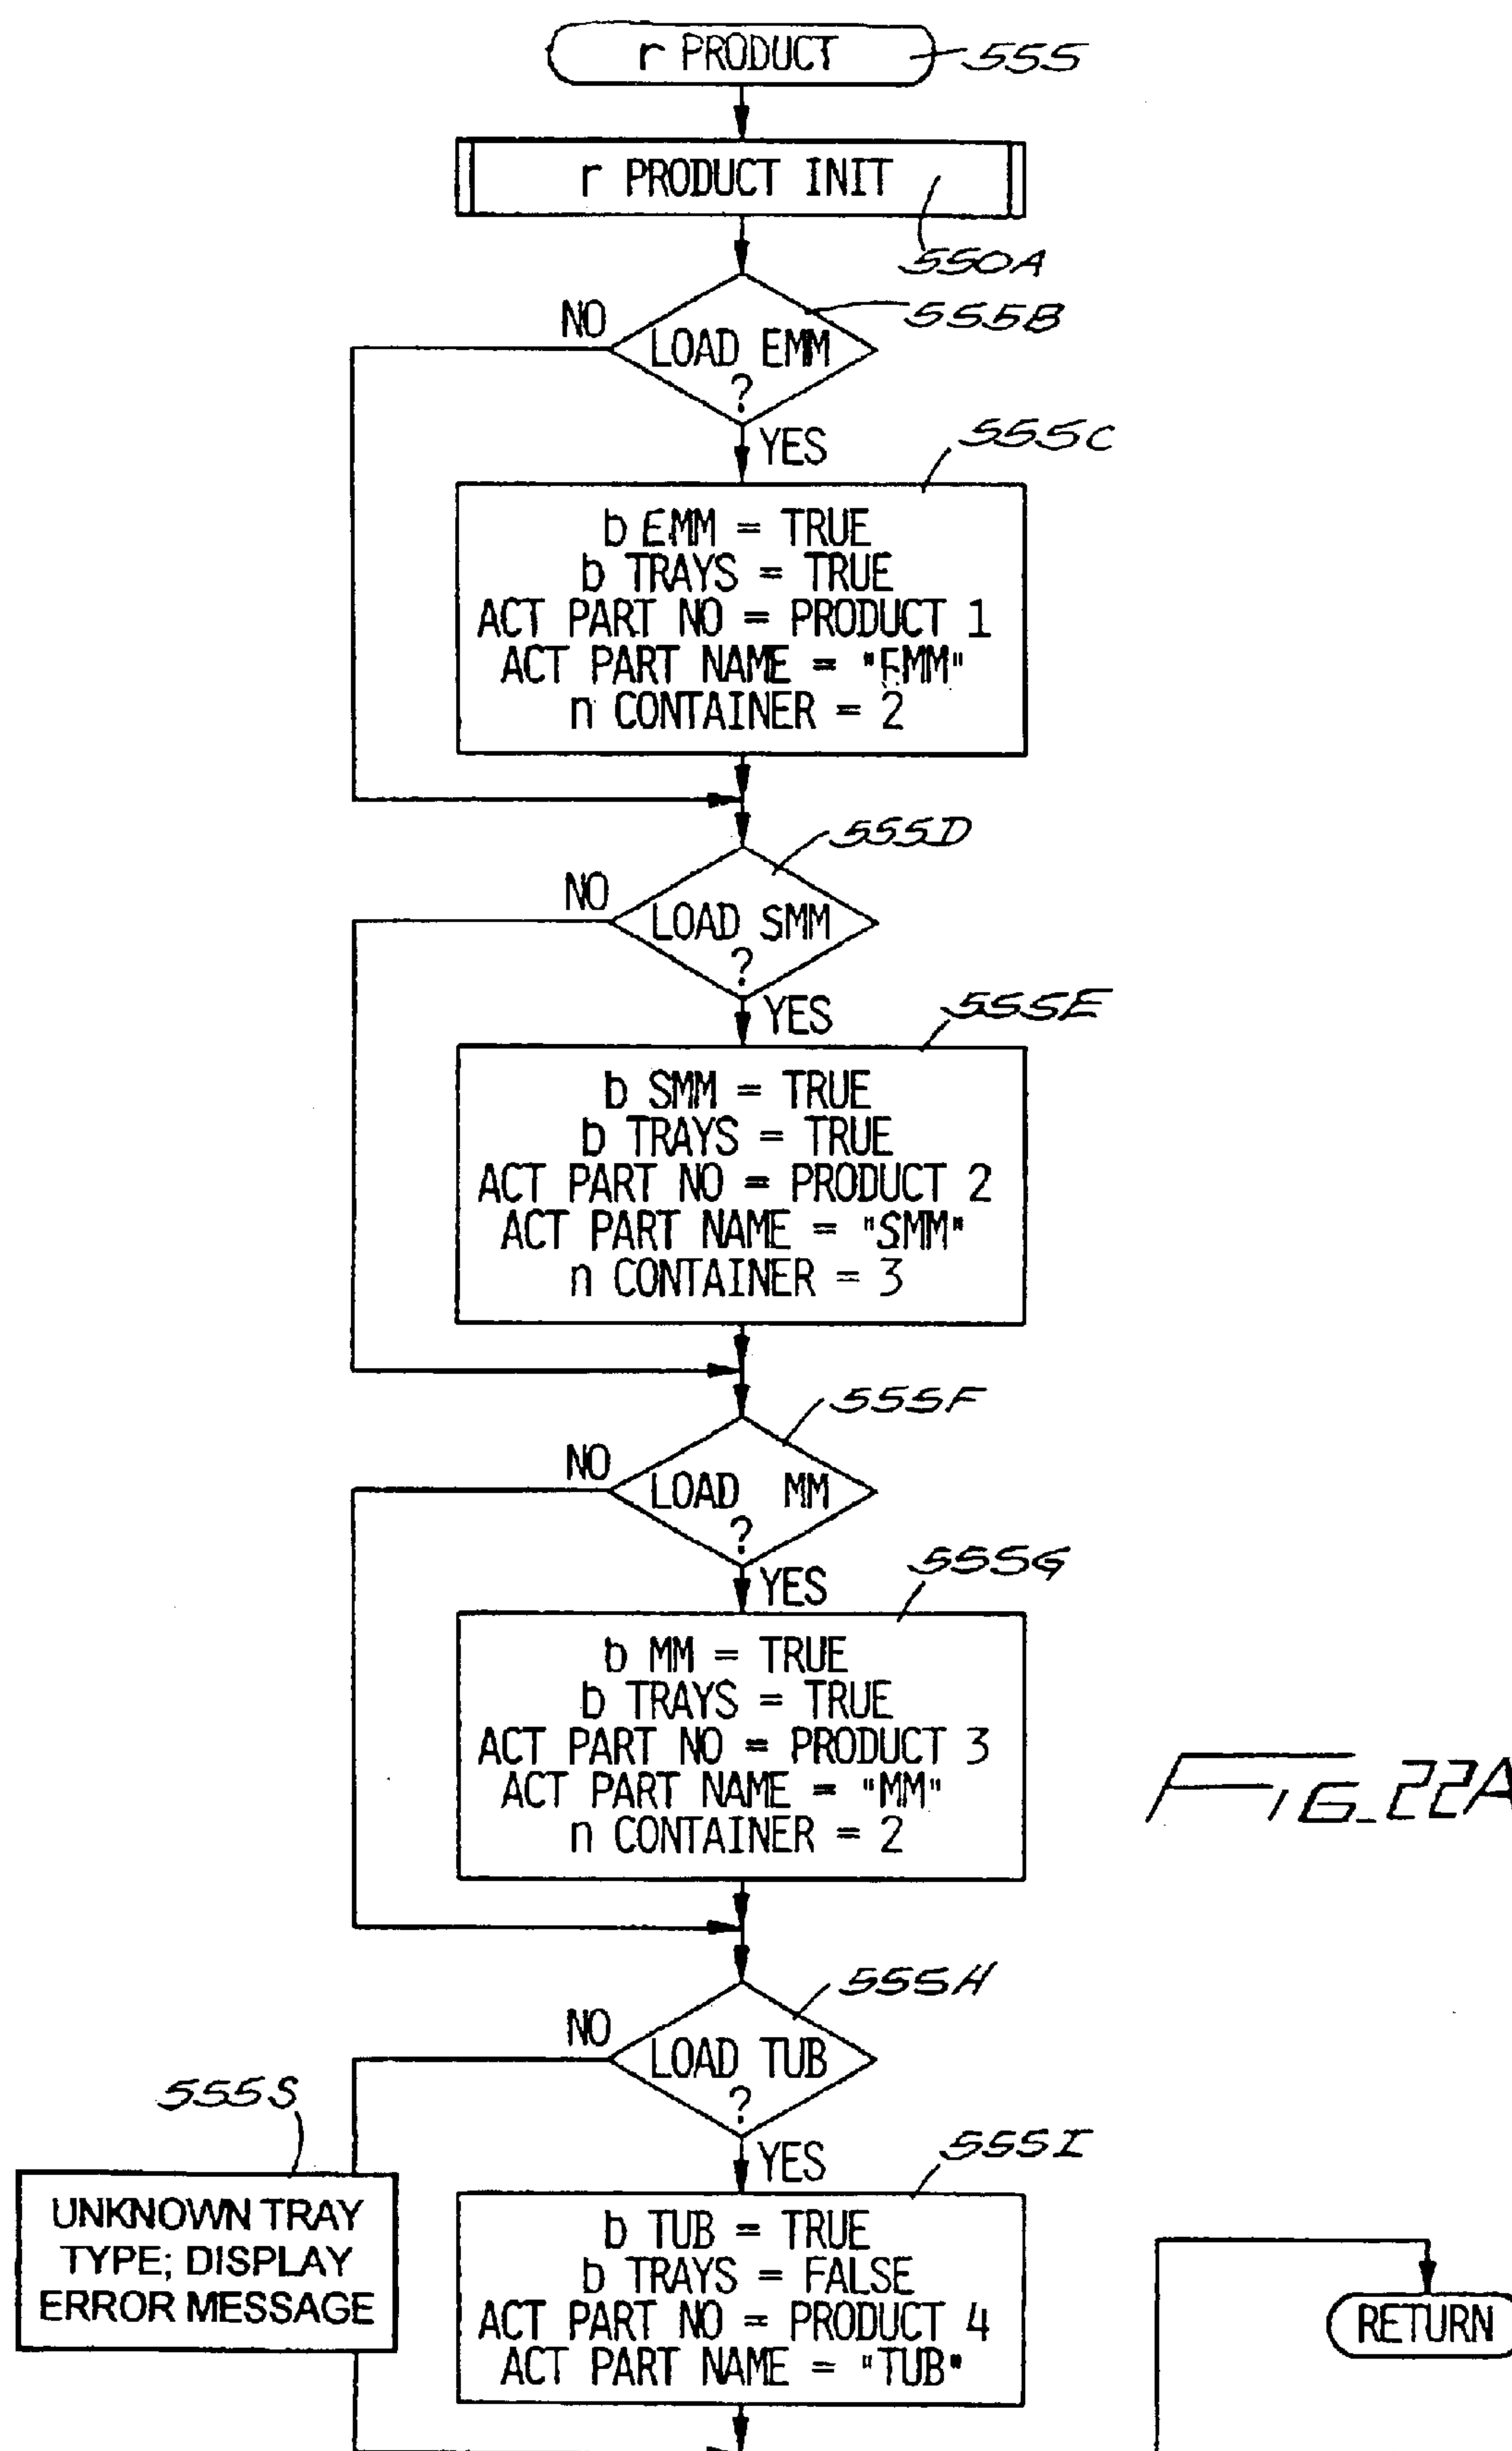 r PRODUCT
555
r PRODUCT INIT
550A
555B
NO
LOAD EMM
?
YES
555C
b EMM = TRUE
b TRAYS = TRUE
ACT PART NO = PRODUCT 1
ACT PART NAME = "EMM"
n CONTAINER = 2
555D
NO
LOAD SMM
?
YES
555E
b SMM = TRUE
b TRAYS = TRUE
ACT PART NO = PRODUCT 2
ACT PART NAME = "SMM"
n CONTAINER = 3
555F
NO
LOAD MM
?
YES
555G
b MM = TRUE
b TRAYS = TRUE
ACT PART NO = PRODUCT 3
ACT PART NAME = "MM"
n CONTAINER = 2
FIG. 22A
555H
NO
LOAD TUB
?
YES
555S
UNKNOWN TRAY
TYPE; DISPLAY
ERROR MESSAGE
555I
b TUB = TRUE
b TRAYS = FALSE
ACT PART NO = PRODUCT 4
ACT PART NAME = "TUB"
RETURN